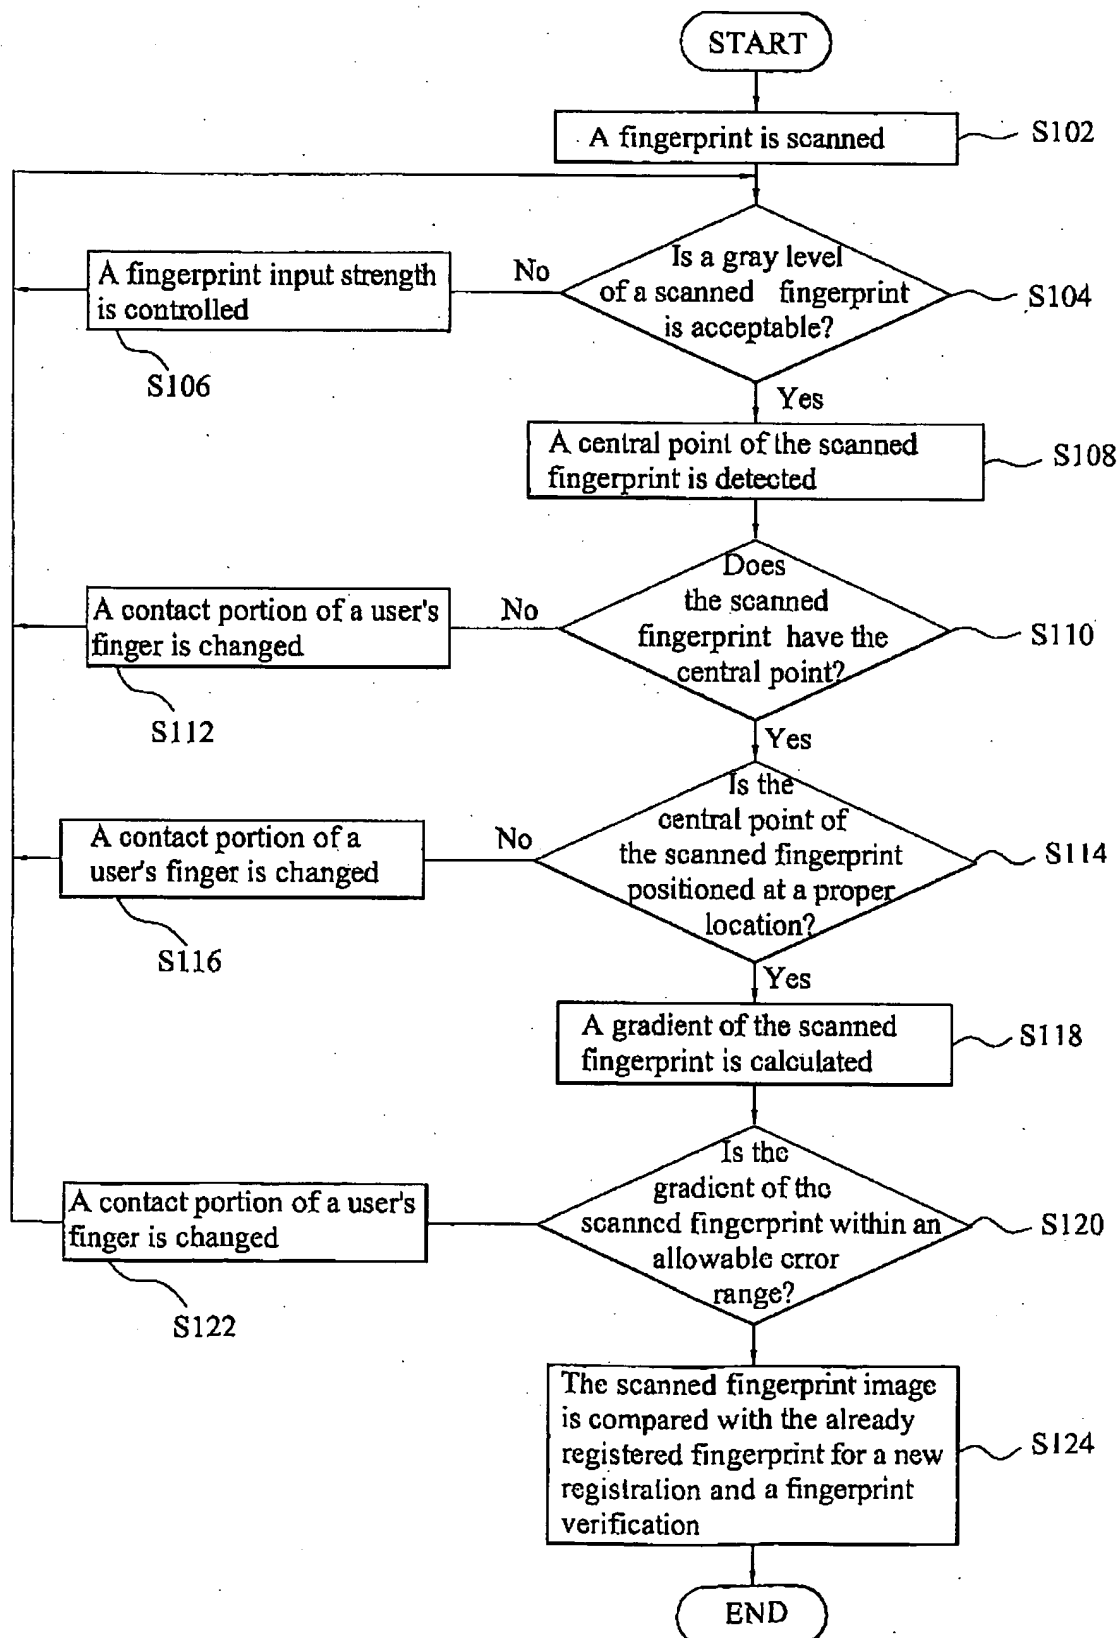 START
A fingerprint is scanned
S102
Is a gray level
of a scanned fingerprint
is acceptable?
S104
No
A fingerprint input strength
is controlled
S106
Yes
A central point of the scanned
fingerprint is detected
S108
Does
the scanned
fingerprint have the
central point?
S110
No
A contact portion of a user's
finger is changed
S112
Yes
Is the
central point of
the scanned fingerprint
positioned at a proper
location?
S114
No
A contact portion of a
user's finger is changed
S116
Yes
A gradient of the scanned
fingerprint is calculated
S118
Is the
gradient of the
scanned fingerprint within an
allowable error
range?
S120
A contact portion of a user's
finger is changed
S122
The scanned fingerprint image
is compared with the already
registered fingerprint for a new
registration and a fingerprint
verification
S124
END